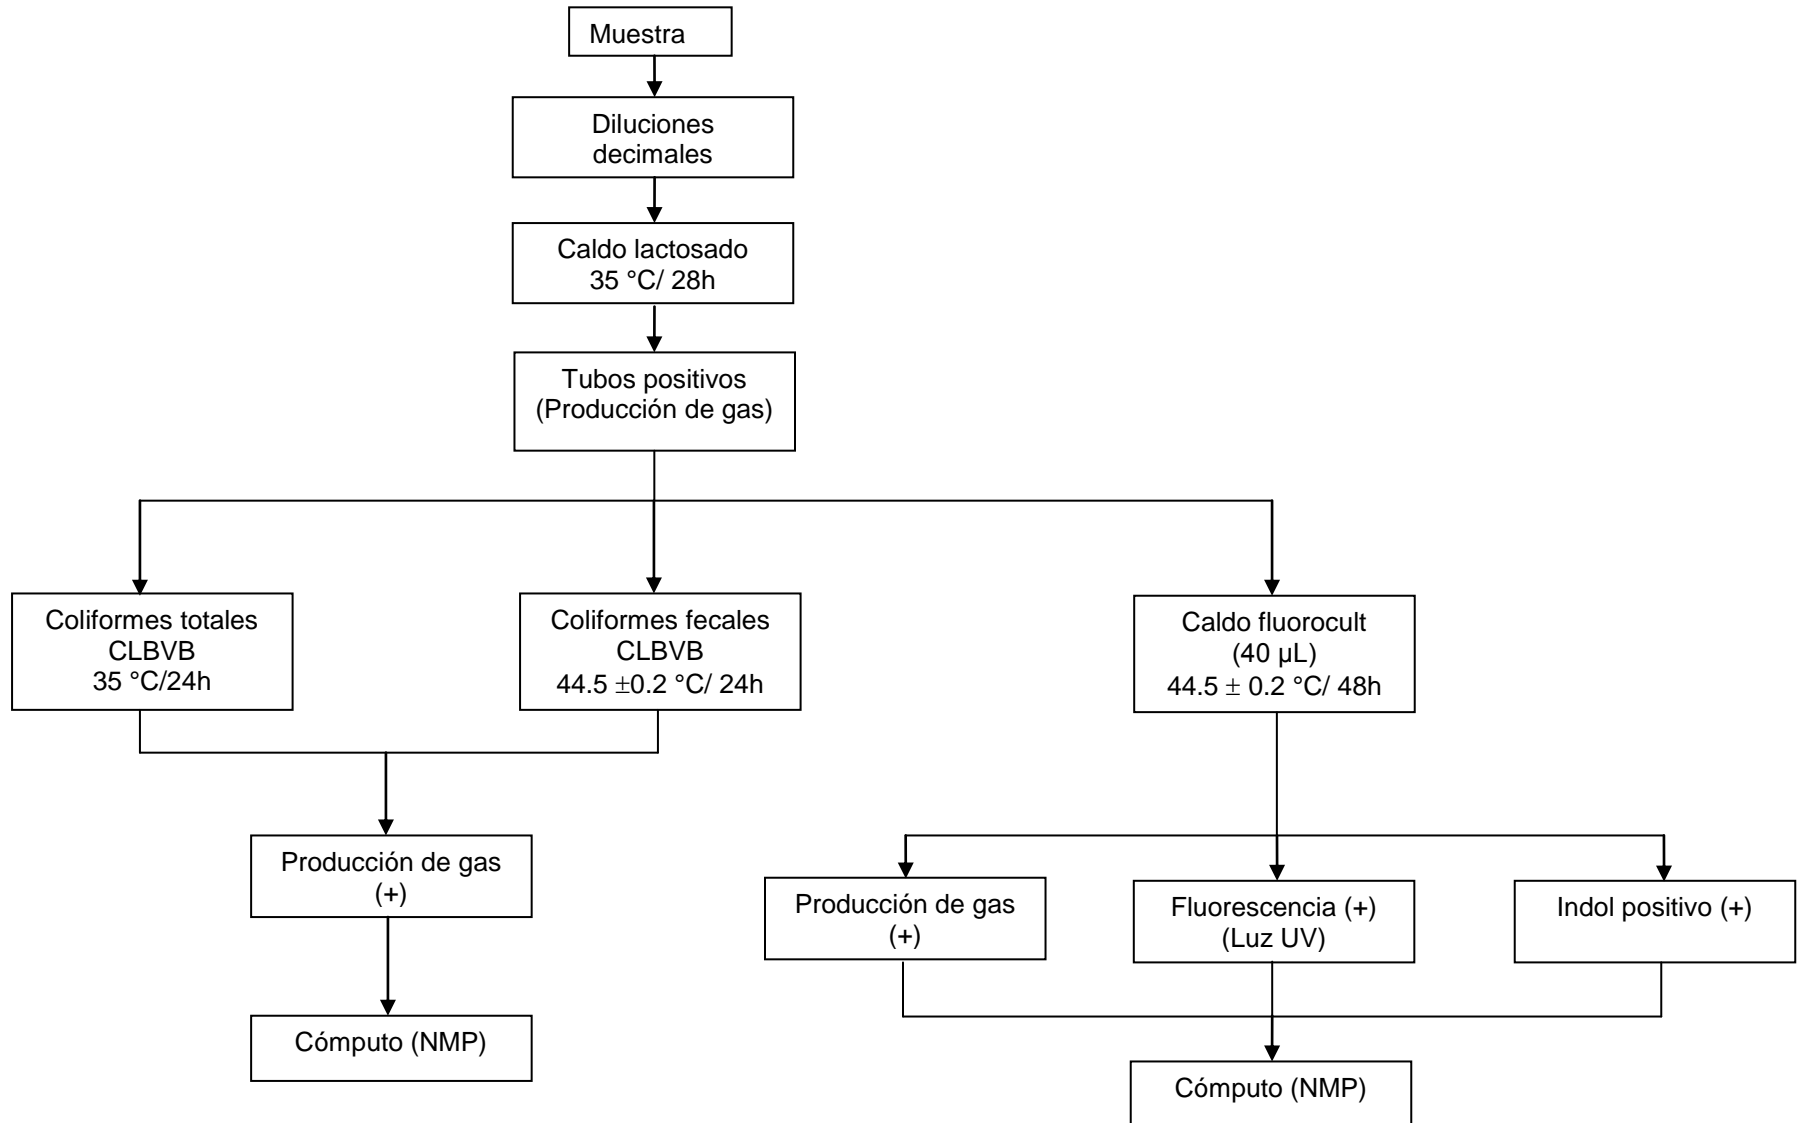 Muestra
Diluciones
decimales
Caldo lactosado
35 °C/ 28h
Tubos positivos
(Producción de gas)
Coliformes totales
CLBVB
35 °C/24h
Coliformes fecales
CLBVB
44.5 ±0.2 °C/ 24h
Caldo fluorocult
(40 µL)
44.5 ± 0.2 °C/ 48h
Producción de gas
(+)
Cómputo (NMP)
Producción de gas
(+)
Fluorescencia (+)
(Luz UV)
Indol positivo (+)
Cómputo (NMP)